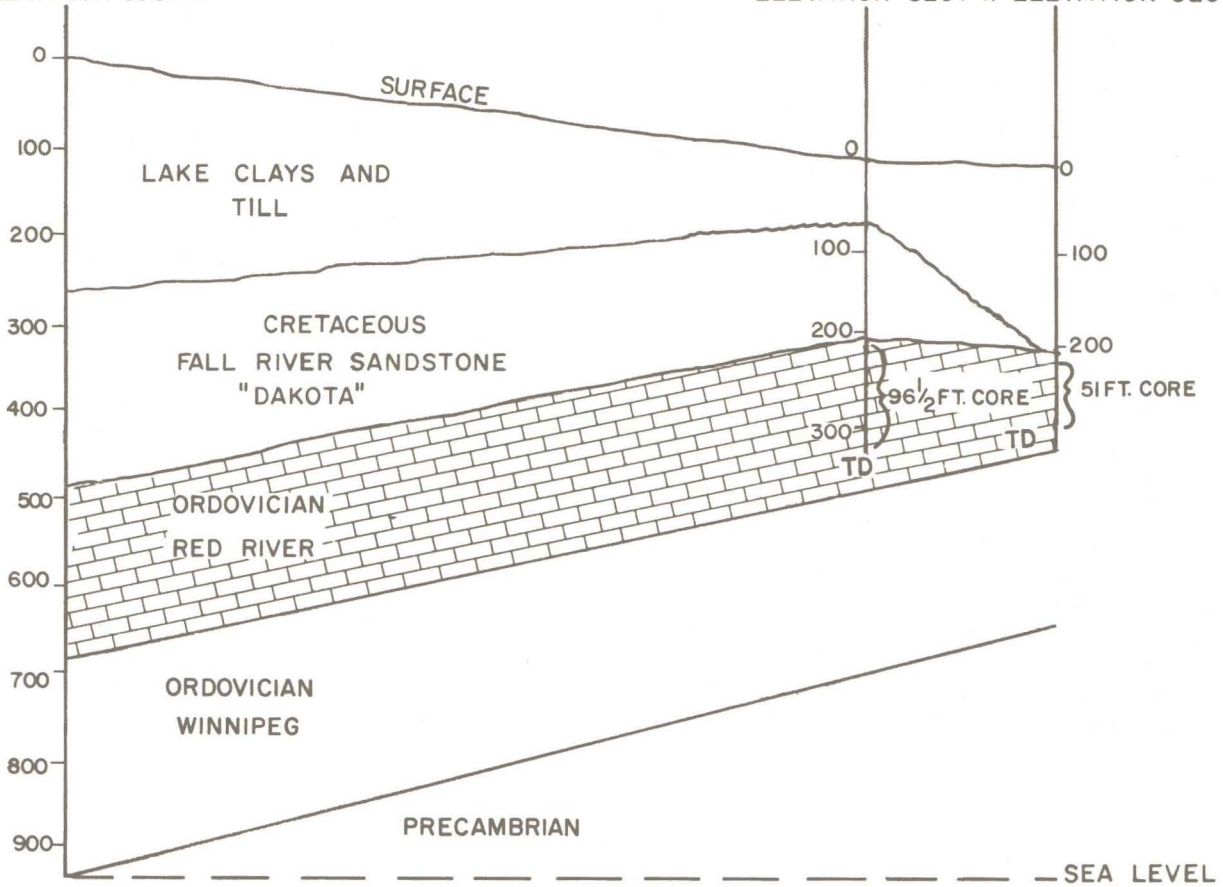 0
SURFACE
100
LAKE CLAYS AND
TILL
0
0
200
100
100
300
CRETACEOUS
FALL RIVER SANDSTONE
"DAKOTA"
200
200
400
96½ FT. CORE
51 FT. CORE
300
TD
TD
500
ORDOVICIAN
RED RIVER
600
700
ORDOVICIAN
WINNIPEG
800
PRECAMBRIAN
900
SEA LEVEL